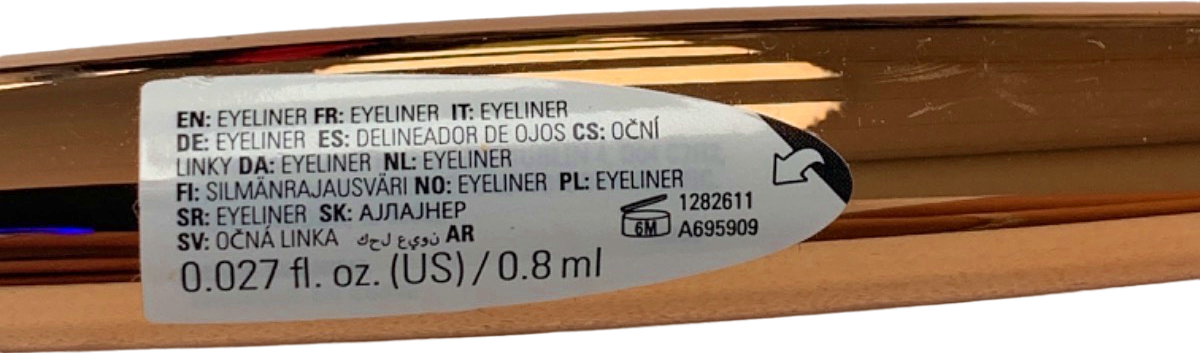 EN: EYELINER FR: EYELINER IT: EYELINER
DE: EYELINER ES: DELINEADOR DE OJOS CS: OČNÍ
LINKY DA: EYELINER NL: EYELINER
FI: SILMÄNRAJAUSVÄRI NO: EYELINER PL: EYELINER
SR: EYELINER SK: АЈЛАЈНЕР
SV: OČNÁ LINKA كحل عيون AR
0.027 fl. oz. (US) / 0.8 ml
6M
1282611
A695909